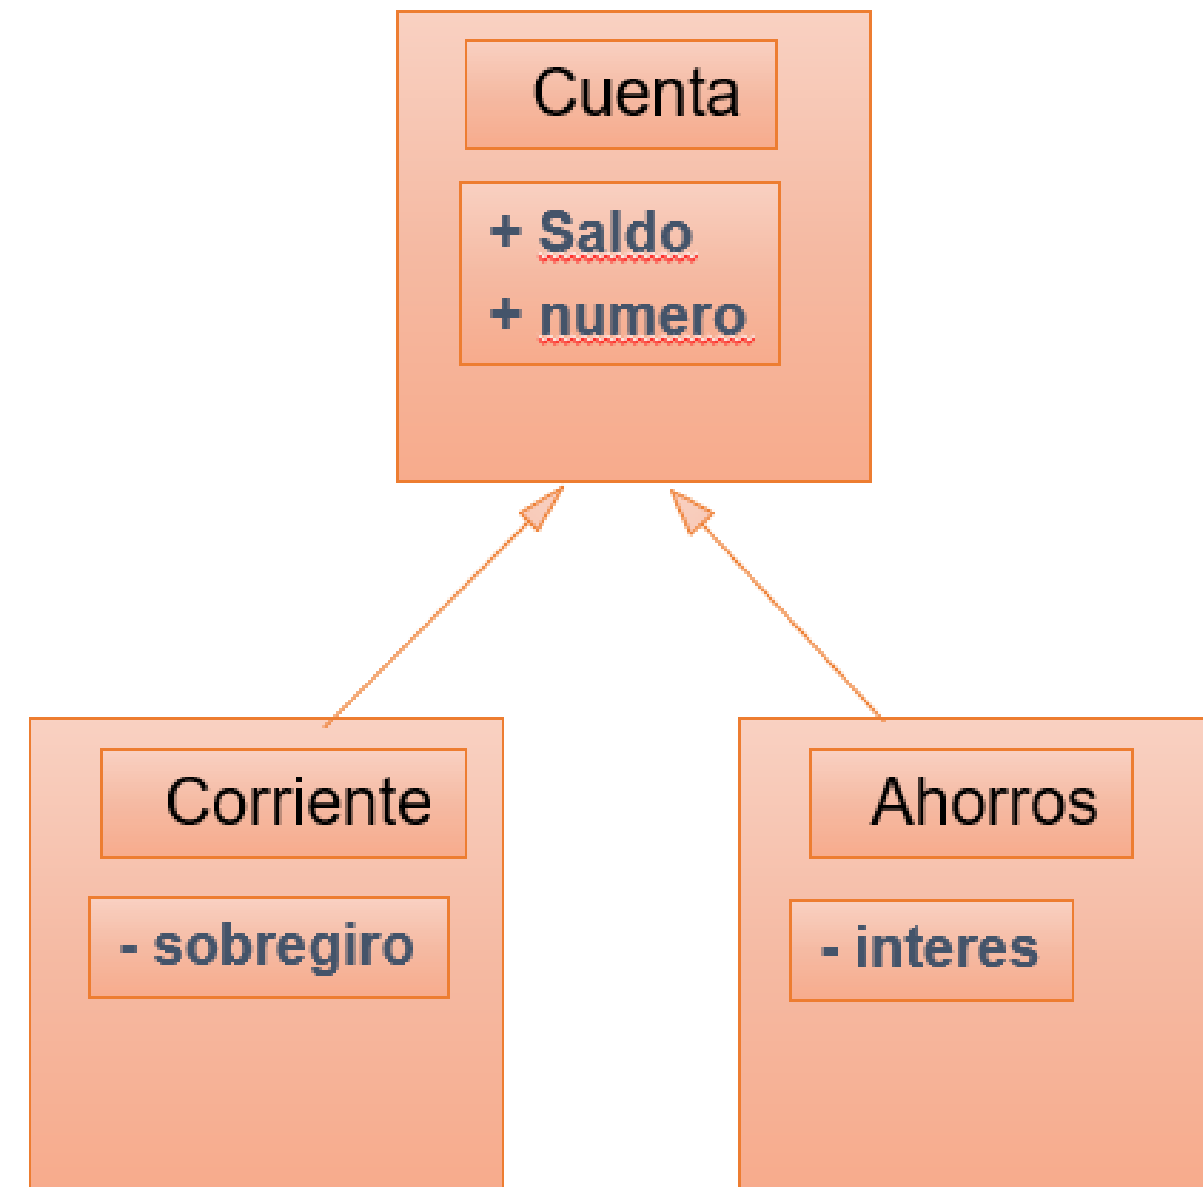 Cuenta
+ Saldo
+ numero
Corriente
- sobregiro
Ahorros
- interes